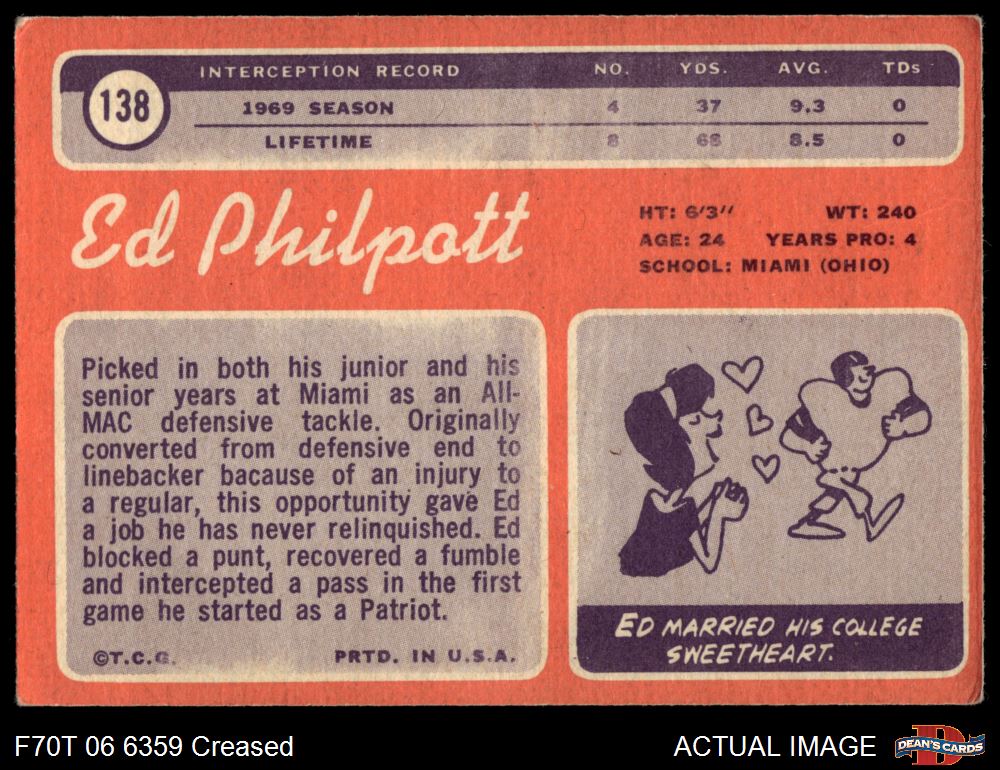 138
INTERCEPTION RECORD NO. YDS. AVG. TDs
1969 SEASON 4 37 9.3 0
LIFETIME 8 68 8.5 0
Ed Philpott
HT: 6'3" WT: 240
AGE: 24 YEARS PRO: 4
SCHOOL: MIAMI (OHIO)
Picked in both his junior and his
senior years at Miami as an All-
MAC defensive tackle. Originally
converted from defensive end to
linebacker bacause of an injury to
a regular, this opportunity gave Ed
a job he has never relinquished. Ed
blocked a punt, recovered a fumble
and intercepted a pass in the first
game he started as a Patriot.
©T.C.G. PRTD. IN U.S.A.
ED MARRIED HIS COLLEGE
SWEETHEART.
F70T 06 6359 Creased
ACTUAL IMAGE
D
DEAN'S CARDS